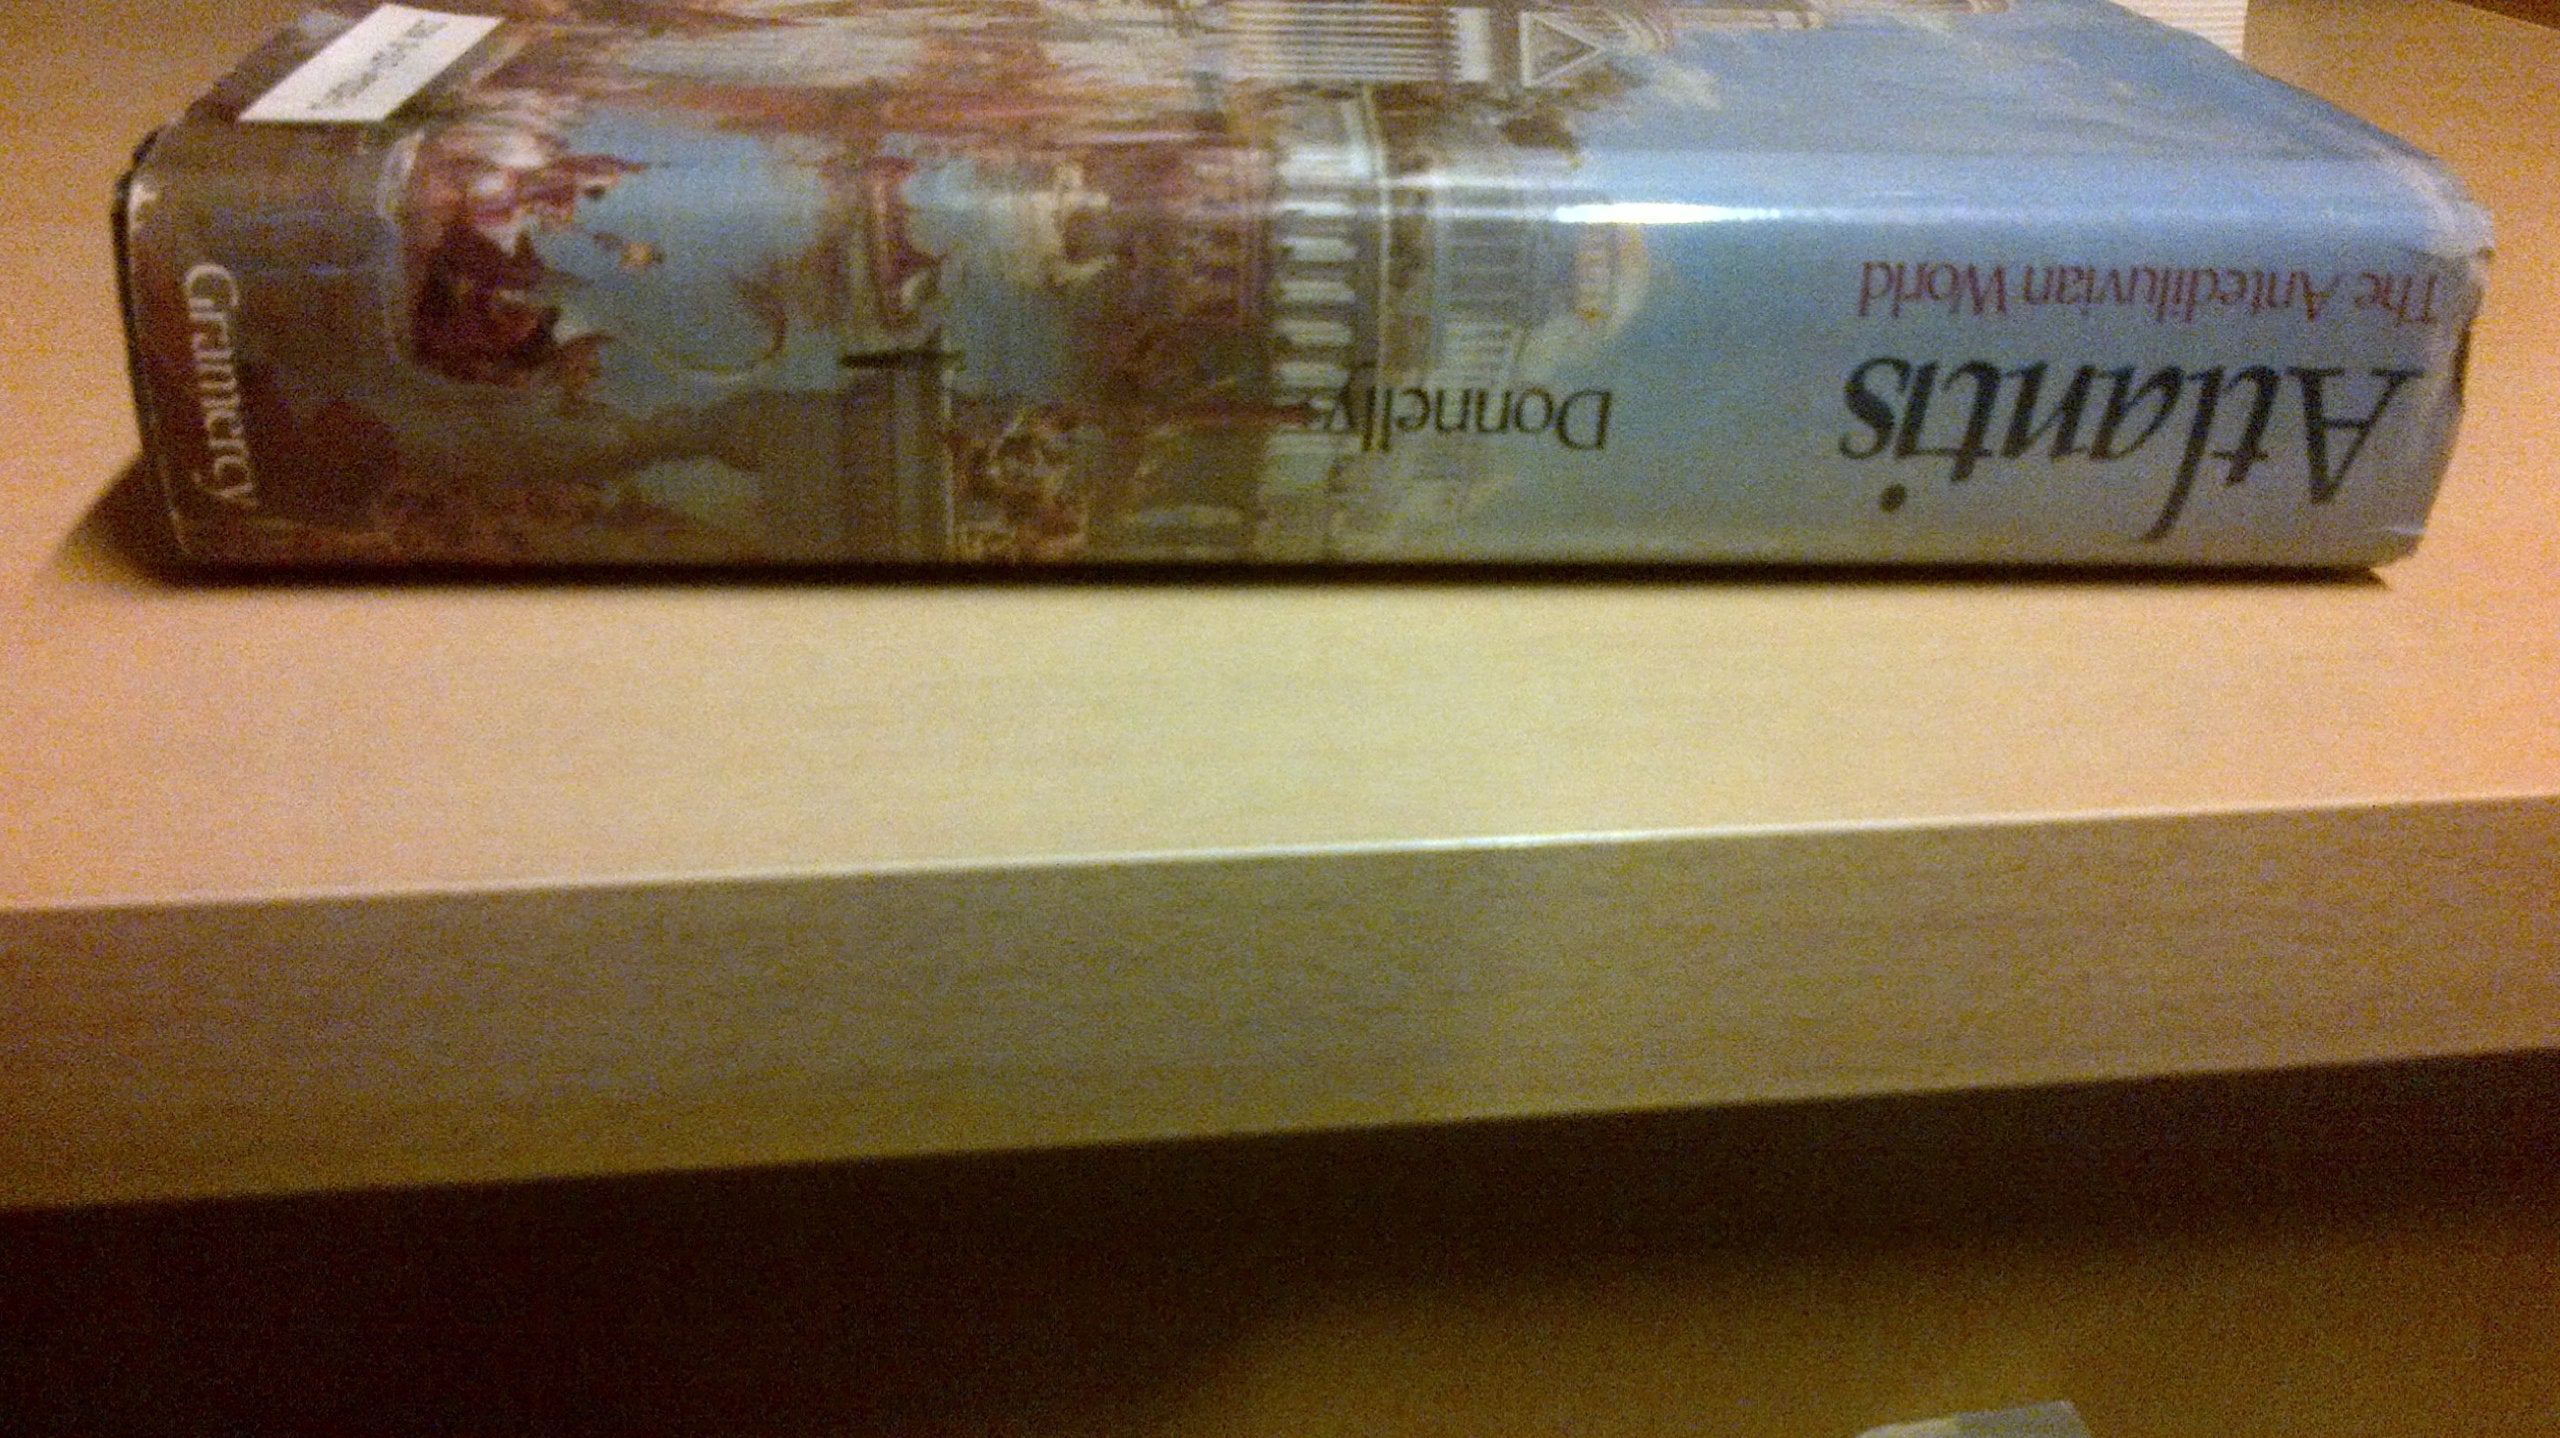 Atlantis
The Antediluvian World
Donnelly
Gramercy